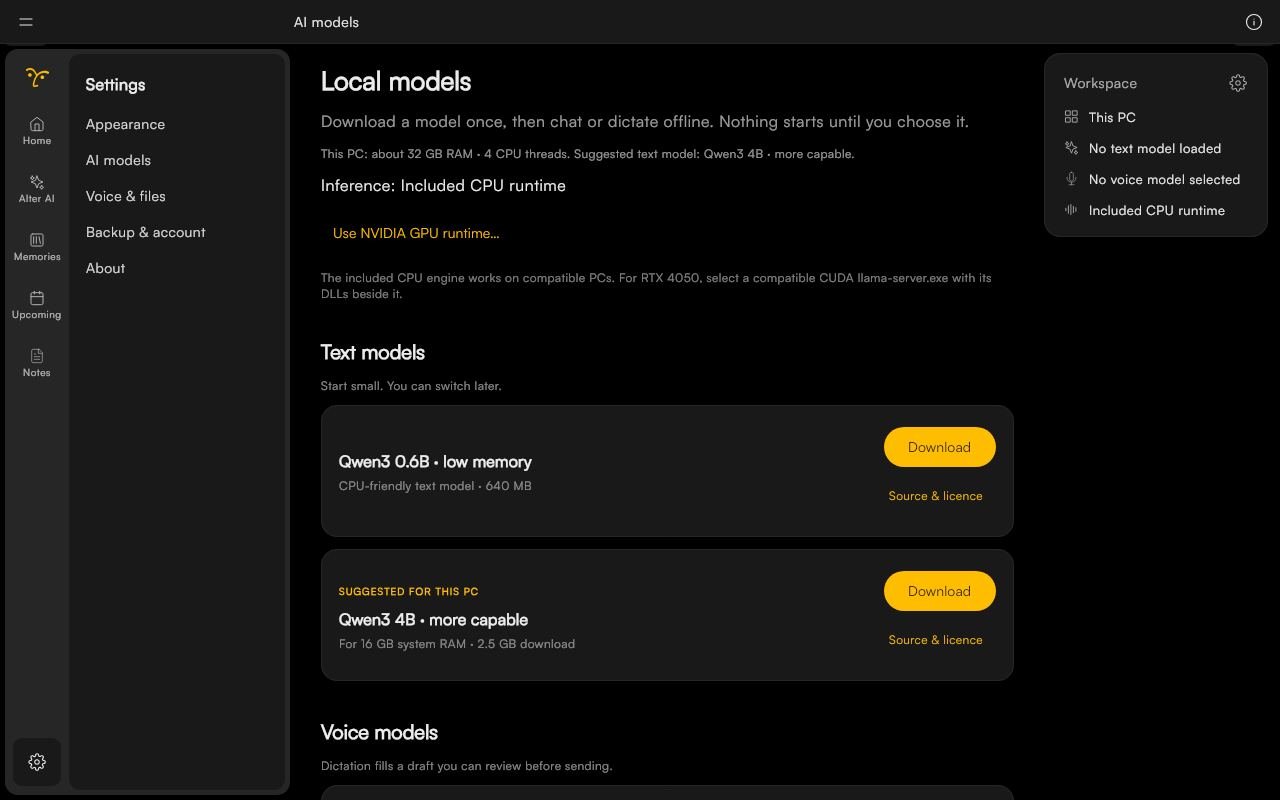 AI models
Home
Alter AI
Memories
Upcoming
Notes
Settings
Appearance
AI models
Voice & files
Backup & account
About
Local models
Download a model once, then chat or dictate offline. Nothing starts until you choose it.
This PC: about 32 GB RAM · 4 CPU threads. Suggested text model: Qwen3 4B · more capable.
Inference: Included CPU runtime
Use NVIDIA GPU runtime…
The included CPU engine works on compatible PCs. For RTX 4050, select a compatible CUDA llama-server.exe with its
DLLs beside it.
Text models
Start small. You can switch later.
Qwen3 0.6B · low memory
CPU-friendly text model · 640 MB
Download
Source & licence
SUGGESTED FOR THIS PC
Qwen3 4B · more capable
For 16 GB system RAM · 2.5 GB download
Download
Source & licence
Voice models
Dictation fills a draft you can review before sending.
Workspace
This PC
No text model loaded
No voice model selected
Included CPU runtime